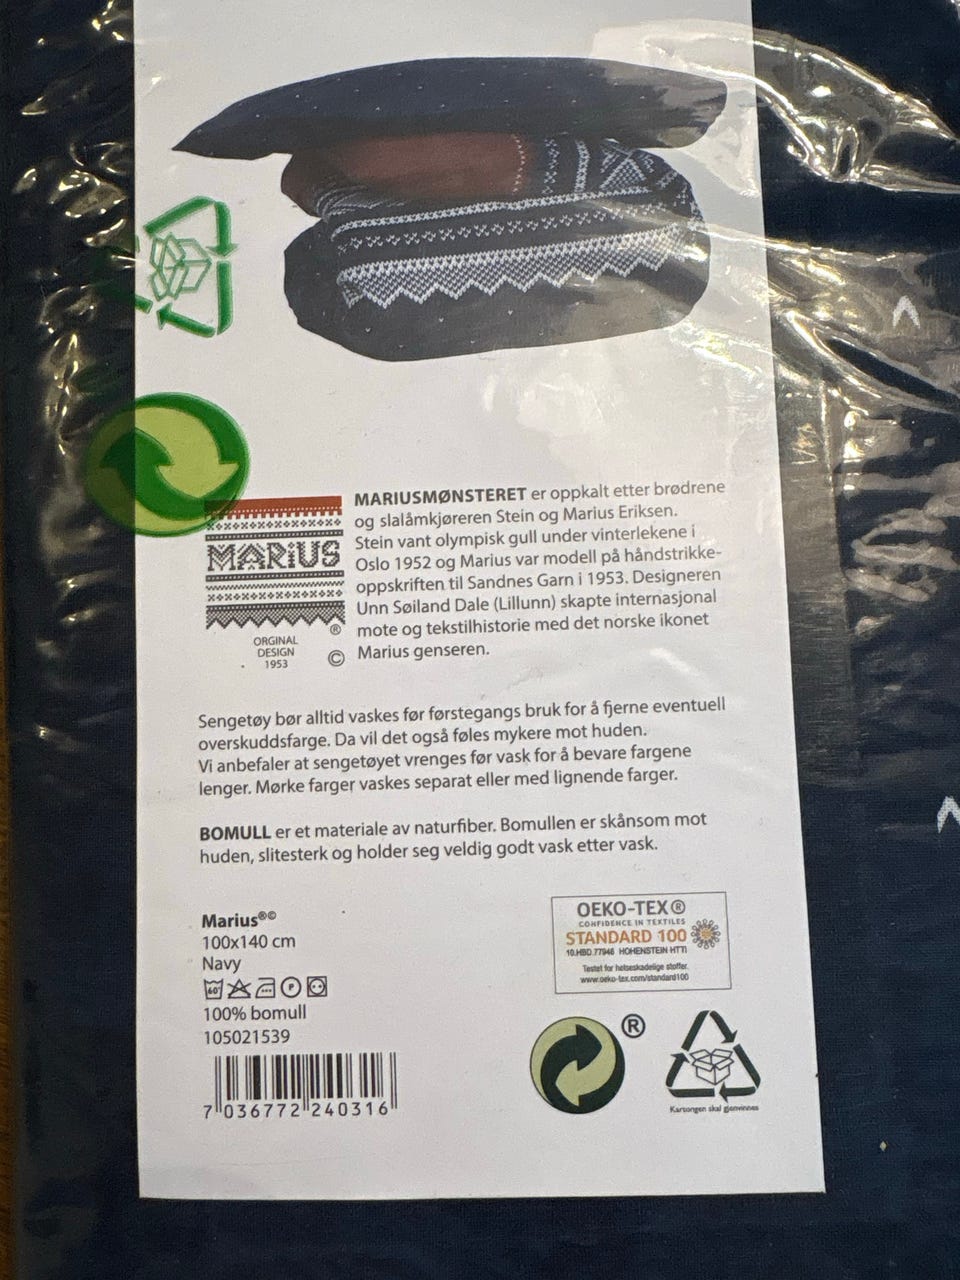 MARIUSMØNSTERET er oppkalt etter brødrene
og slalåmkjøreren Stein og Marius Eriksen.
Stein vant olympisk gull under vinterlekene i
Oslo 1952 og Marius var modell på håndstrikke-
oppskriften til Sandnes Garn i 1953. Designeren
Unn Søiland Dale (Lillunn) skapte internasjonal
mote og tekstilhistorie med det norske ikonet
Marius genseren.
MARIUS
®
ORGINAL
DESIGN
1953
©
Sengetøy bør alltid vaskes før førstegangs bruk for å fjerne eventuell
overskuddsfarge. Da vil det også føles mykere mot huden.
Vi anbefaler at sengetøyet vrenges før vask for å bevare fargene
lenger. Mørke farger vaskes separat eller med lignende farger.
BOMULL er et materiale av naturfiber. Bomullen er skånsom mot
huden, slitesterk og holder seg veldig godt vask etter vask.
Marius®©
100x140 cm
Navy
60° P
100% bomull
105021539
7 036772 240316
OEKO-TEX®
CONFIDENCE IN TEXTILES
STANDARD 100
10.HBD.77946 HOHENSTEIN HTTI
Testet for helseskadelige stoffer.
www.oeko-tex.com/standard100
®
Kartongen skal gjenvinnes